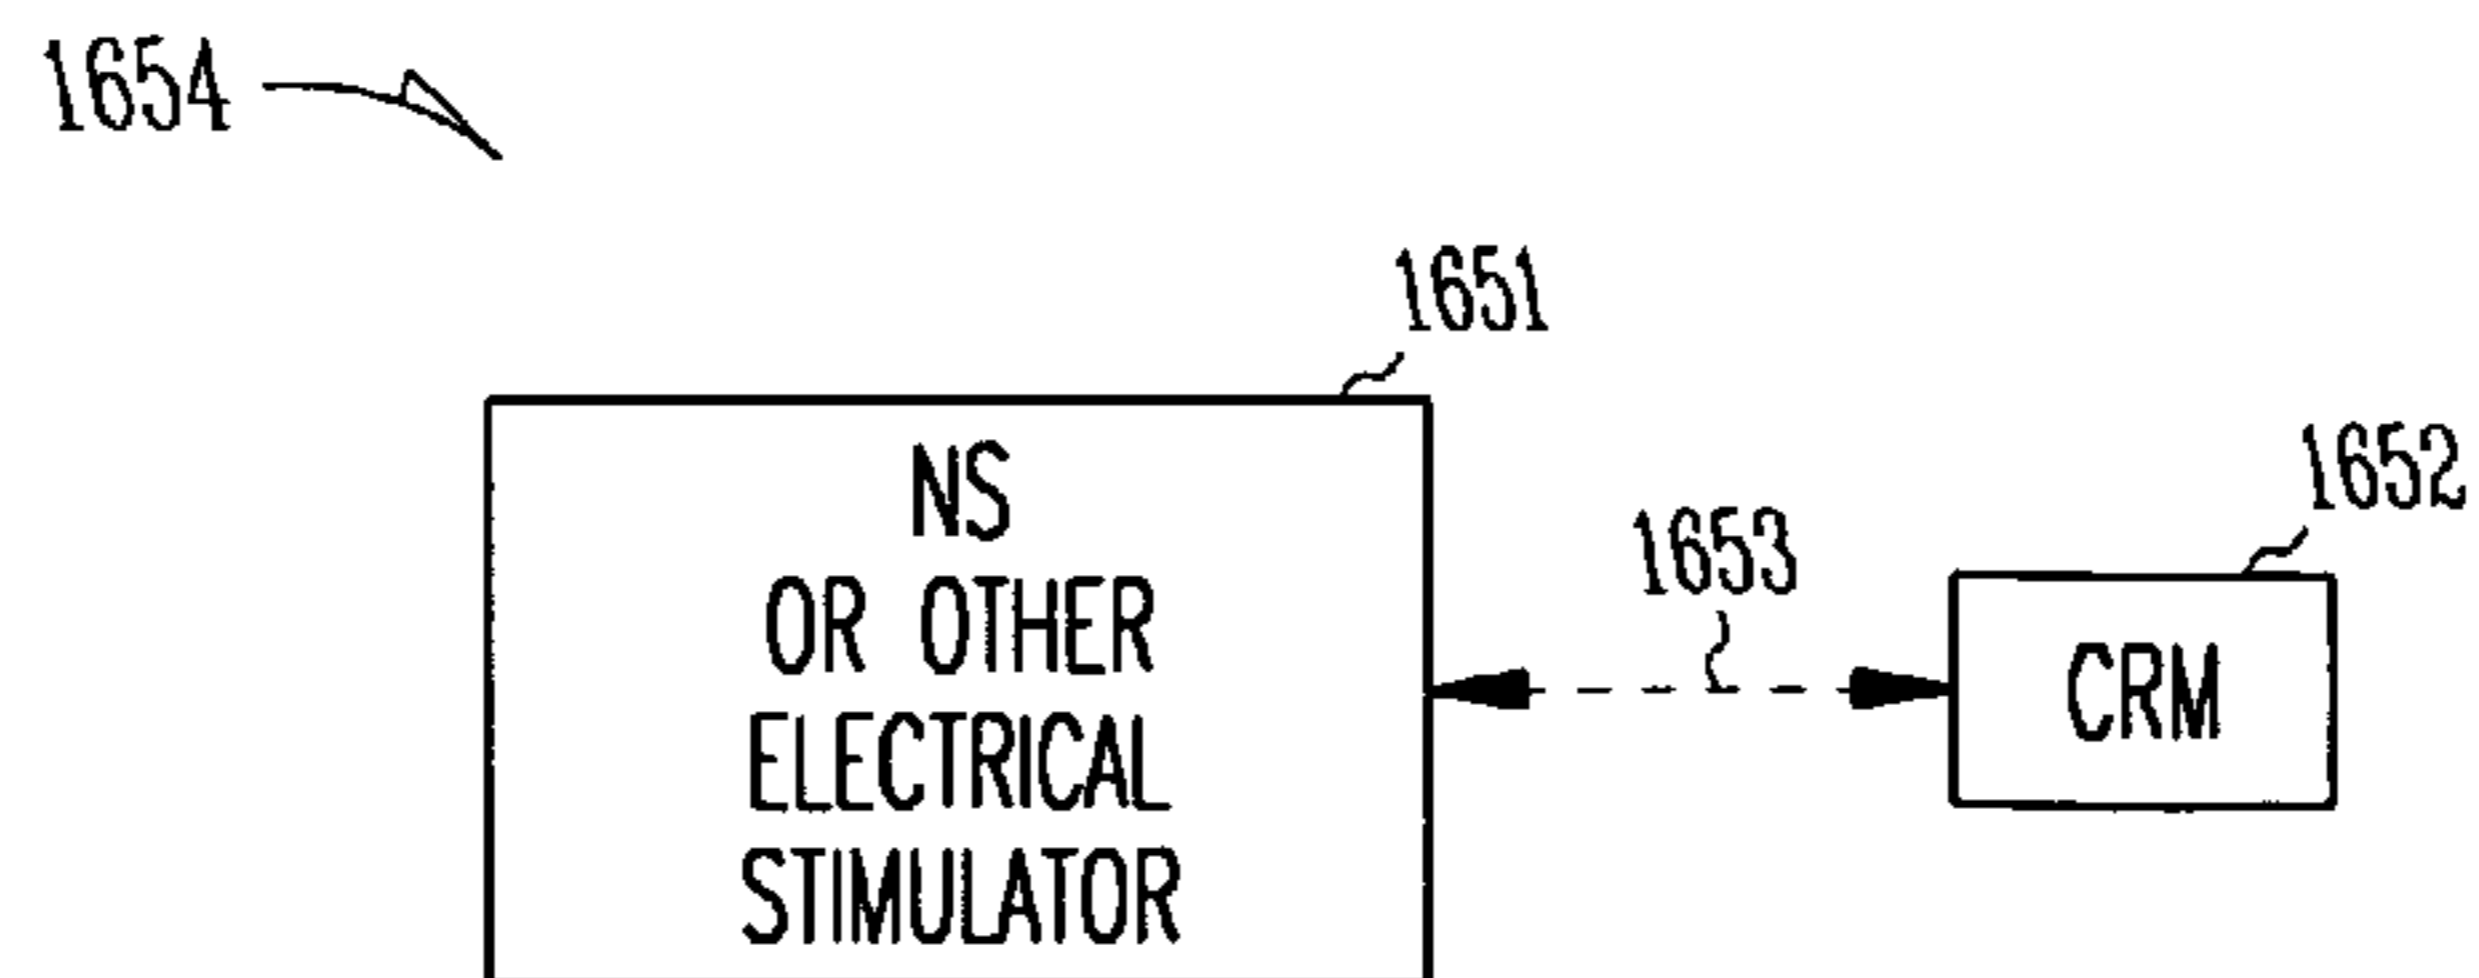 1654
1651
NS
OR OTHER
ELECTRICAL
STIMULATOR
1653
1652
CRM